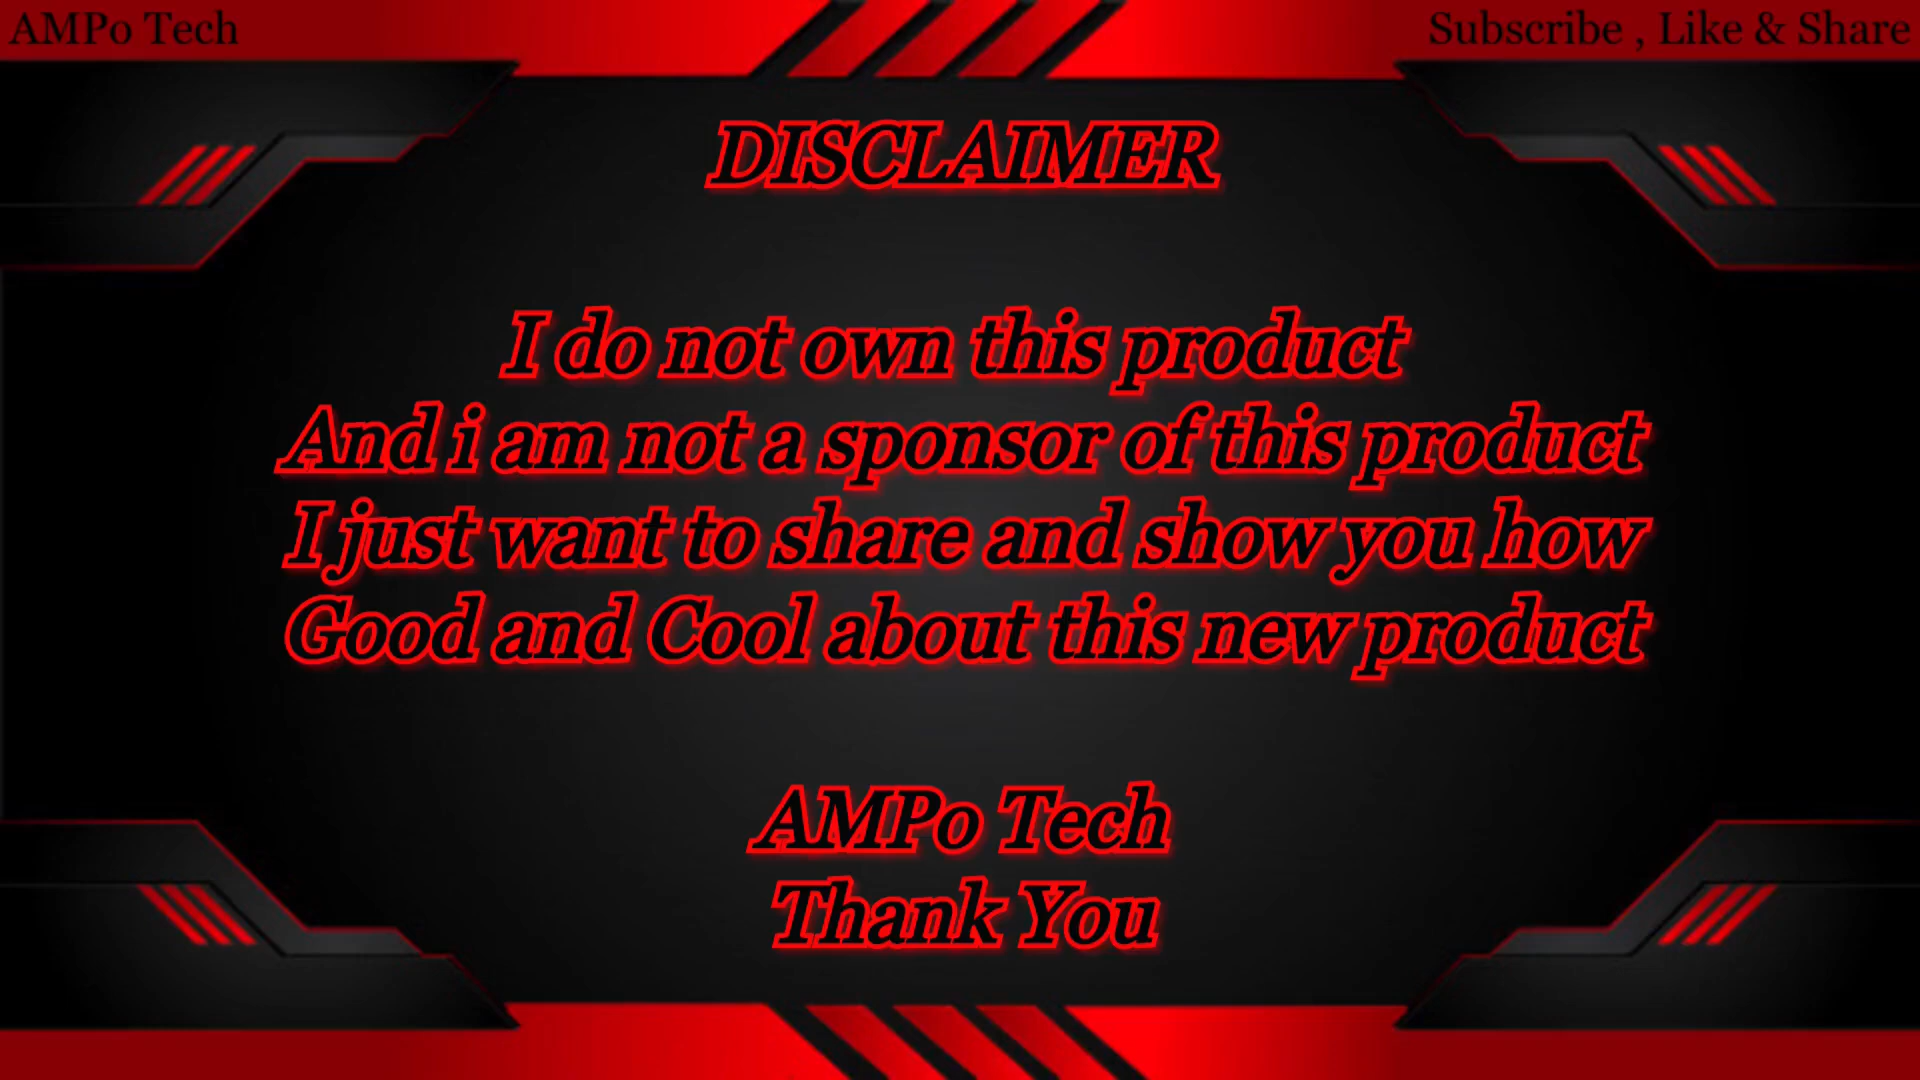 AMPo Tech
Subscribe , Like & Share
DISCLAIMER
I do not own this product
And i am not a sponsor of this product
I just want to share and show you how
Good and Cool about this new product
AMPo Tech
Thank You